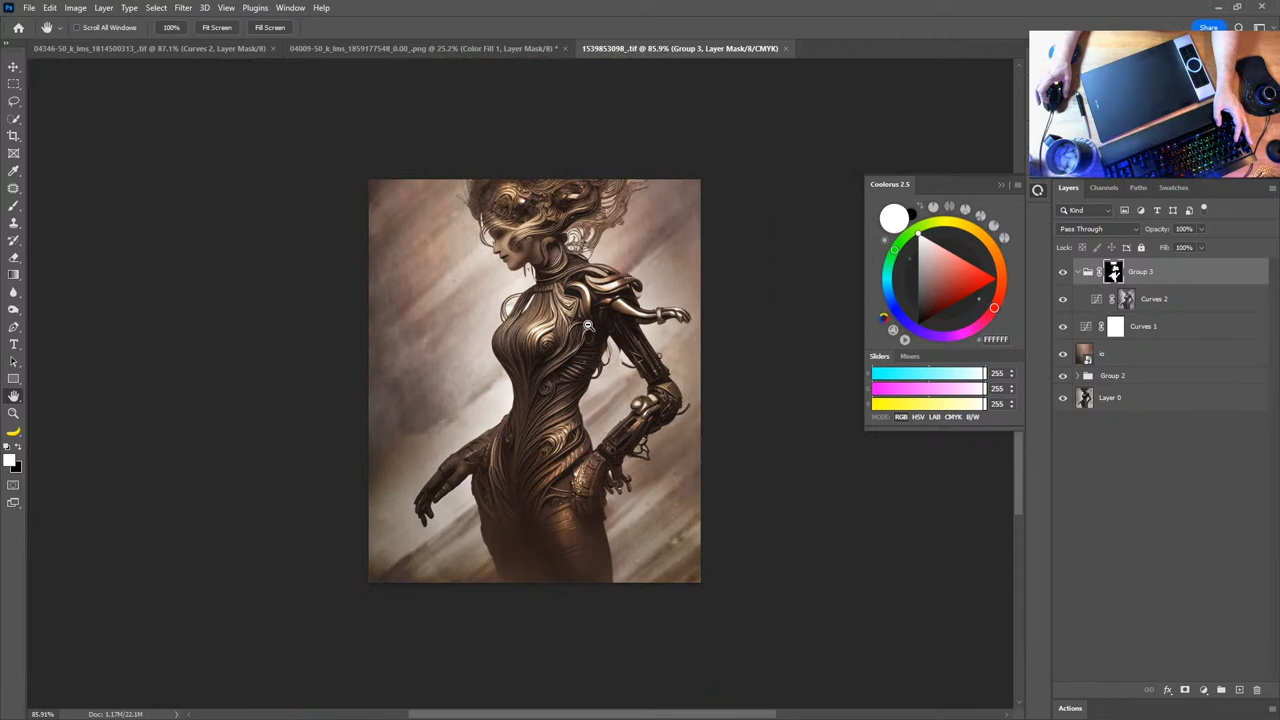 File Edit Image Layer Type Select Filter 3D View Plugins Window Help
Scroll All Windows 100% Fit Screen Fill Screen Share
04346-50_k_lms_1814500313_.tif @ 87.1% (Curves 2, Layer Mask/8) × 04009-50_k_lms_1859177548_0.00_.png @ 25.2% (Color Fill 1, Layer Mask/8) * × 1539853098_.tif @ 85.9% (Group 3, Layer Mask/CMYK) ×
Coolorus 2.5
# FFFFFF
Sliders Mixers
255
255
255
MODE: RGB HSV LAB CMYK B/W
Layers Channels Paths Swatches
Kind
Pass Through Opacity: 100%
Lock: Fill: 100%
Group 3
Curves 2
Curves 1
io
Group 2
Layer 0
Actions
85.91% Doc: 1.17M/22.1M